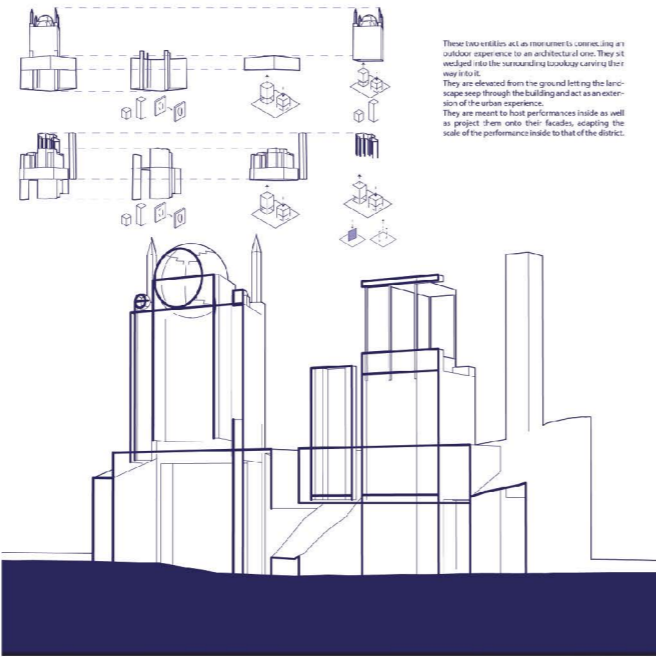 These two entities act as monuments connecting an
outdoor experience to an architectural one. They sit
wedged into the surrounding topology carving their
way into it.
They are elevated from the ground letting the land-
scape seep through the building and act as an exten-
sion of the urban experience.
They are meant to host performances inside as well
as project them onto their facades, adapting the
scale of the performance inside to that of the district.